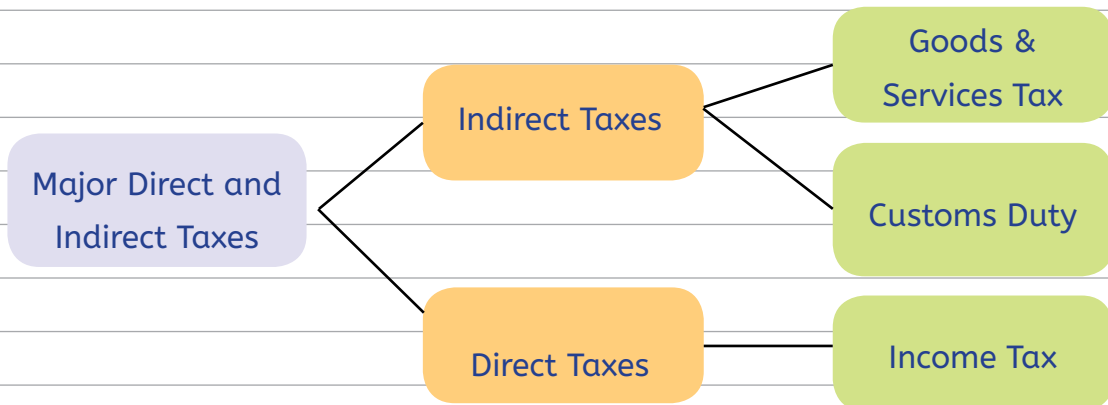 Major Direct and
Indirect Taxes
Indirect Taxes
Goods &
Services Tax
Customs Duty
Direct Taxes
Income Tax